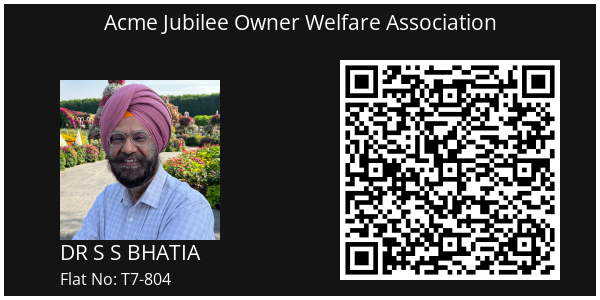 Acme Jubilee Owner Welfare Association
DR S S BHATIA
Flat No: T7-804